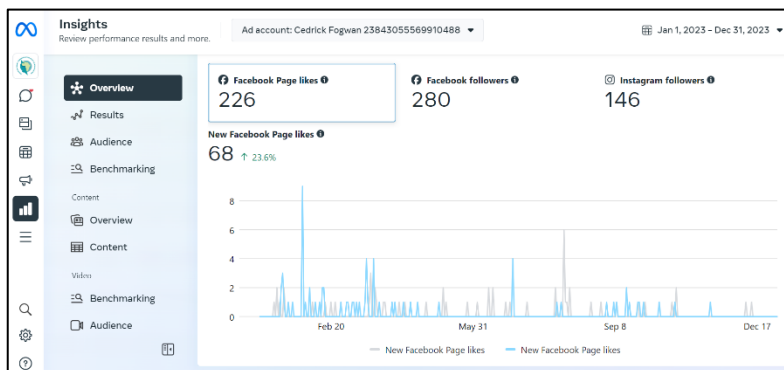 Insights
Review performance results and more.
Ad account: Cedrick Fogwan 23843055569910488
Jan 1, 2023 – Dec 31, 2023
Overview
Results
Audience
Benchmarking
Content
Overview
Content
Video
Benchmarking
Audience
Facebook Page likes
226
Facebook followers
280
Instagram followers
146
New Facebook Page likes
68 ↑ 23.6%
8
6
4
2
0
Feb 20 May 31 Sep 8 Dec 17
New Facebook Page likes New Facebook Page likes